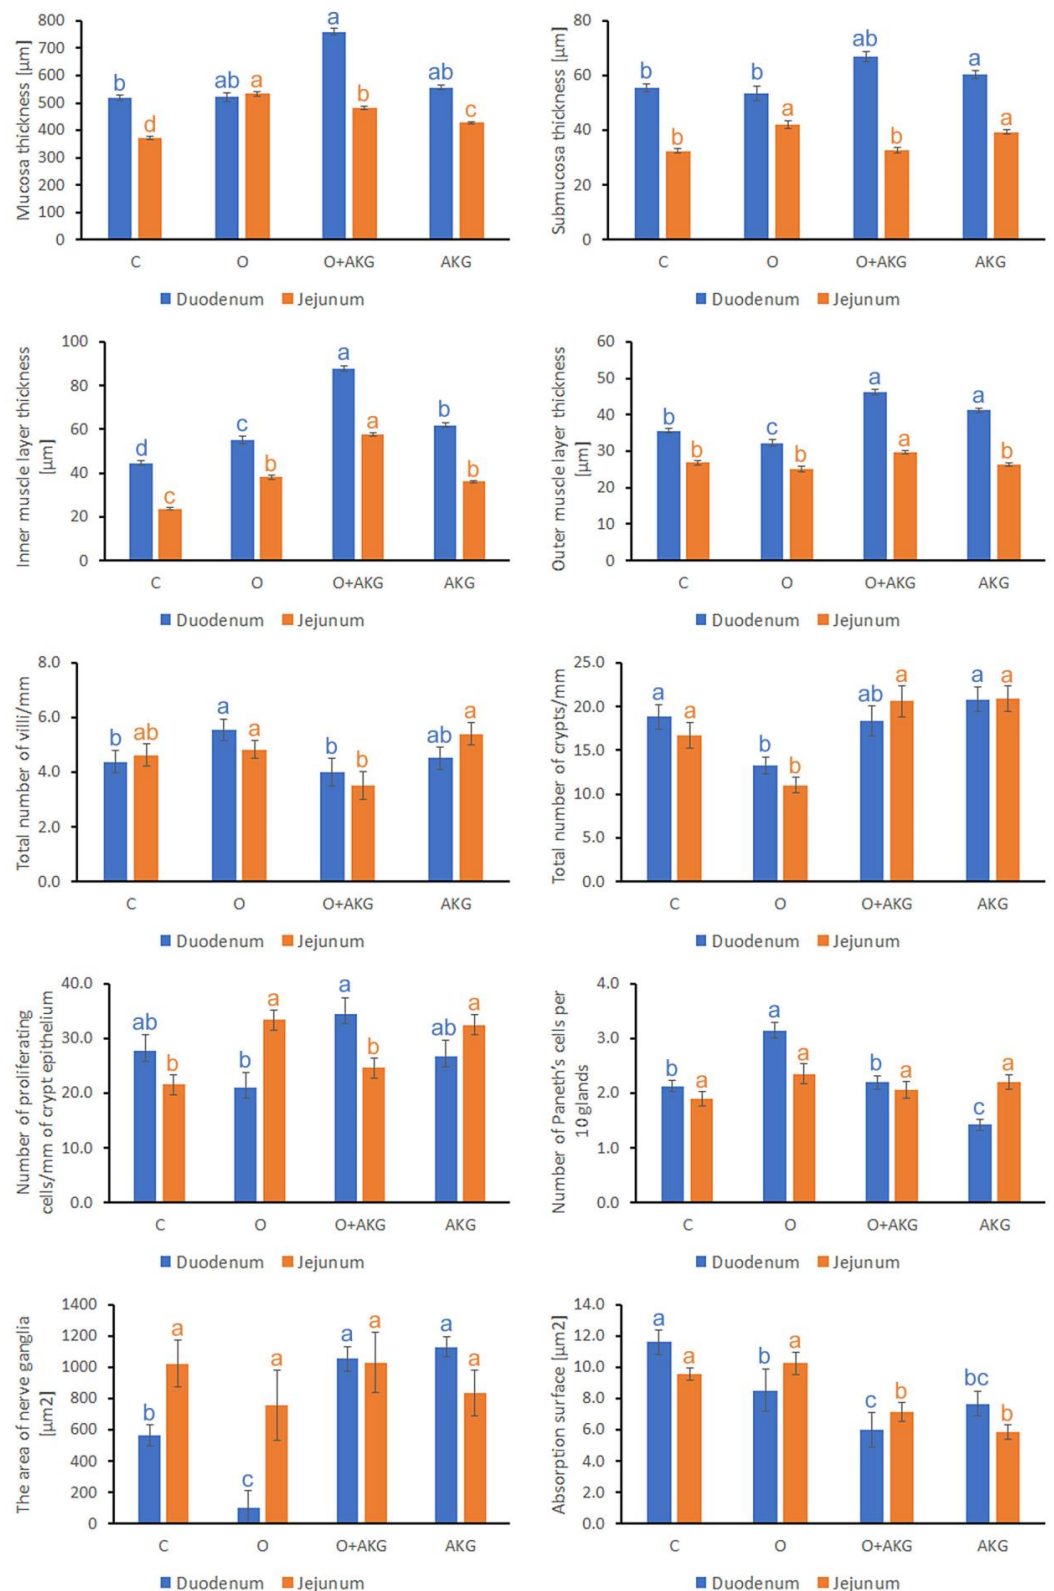 Mucosa thickness [µm]
800
700
600
500
400
300
200
100
0
b
d
ab
a
a
b
ab
c
C
O
O+AKG
AKG
Duodenum
Jejunum
Submucosa thickness [µm]
80
60
40
20
0
b
b
b
a
ab
b
a
a
C
O
O+AKG
AKG
Duodenum
Jejunum
Inner muscle layer thickness
[µm]
100
80
60
40
20
0
d
c
c
b
a
a
b
b
C
O
O+AKG
AKG
Duodenum
Jejunum
Outer muscle layer thickness
[µm]
60
50
40
30
20
10
0
b
b
c
b
a
a
a
b
C
O
O+AKG
AKG
Duodenum
Jejunum
Total number of villi/mm
8.0
6.0
4.0
2.0
0.0
b
ab
a
a
b
b
ab
a
C
O
O+AKG
AKG
Duodenum
Jejunum
Total number of crypts/mm
25.0
20.0
15.0
10.0
5.0
0.0
a
a
b
b
ab
a
a
a
C
O
O+AKG
AKG
Duodenum
Jejunum
Number of proliferating
cells/mm of crypt epithelium
40.0
30.0
20.0
10.0
0.0
ab
b
b
a
a
b
ab
a
C
O
O+AKG
AKG
Duodenum
Jejunum
Number of Paneth's cells per
10 glands
4.0
3.0
2.0
1.0
0.0
b
a
a
a
b
a
c
a
C
O
O+AKG
AKG
Duodenum
Jejunum
The area of nerve ganglia
[µm2]
1400
1200
1000
800
600
400
200
0
b
a
c
a
a
a
a
a
C
O
O+AKG
AKG
Duodenum
Jejunum
Absorption surface [µm2]
14.0
12.0
10.0
8.0
6.0
4.0
2.0
0.0
a
a
b
a
c
b
bc
b
C
O
O+AKG
AKG
Duodenum
Jejunum